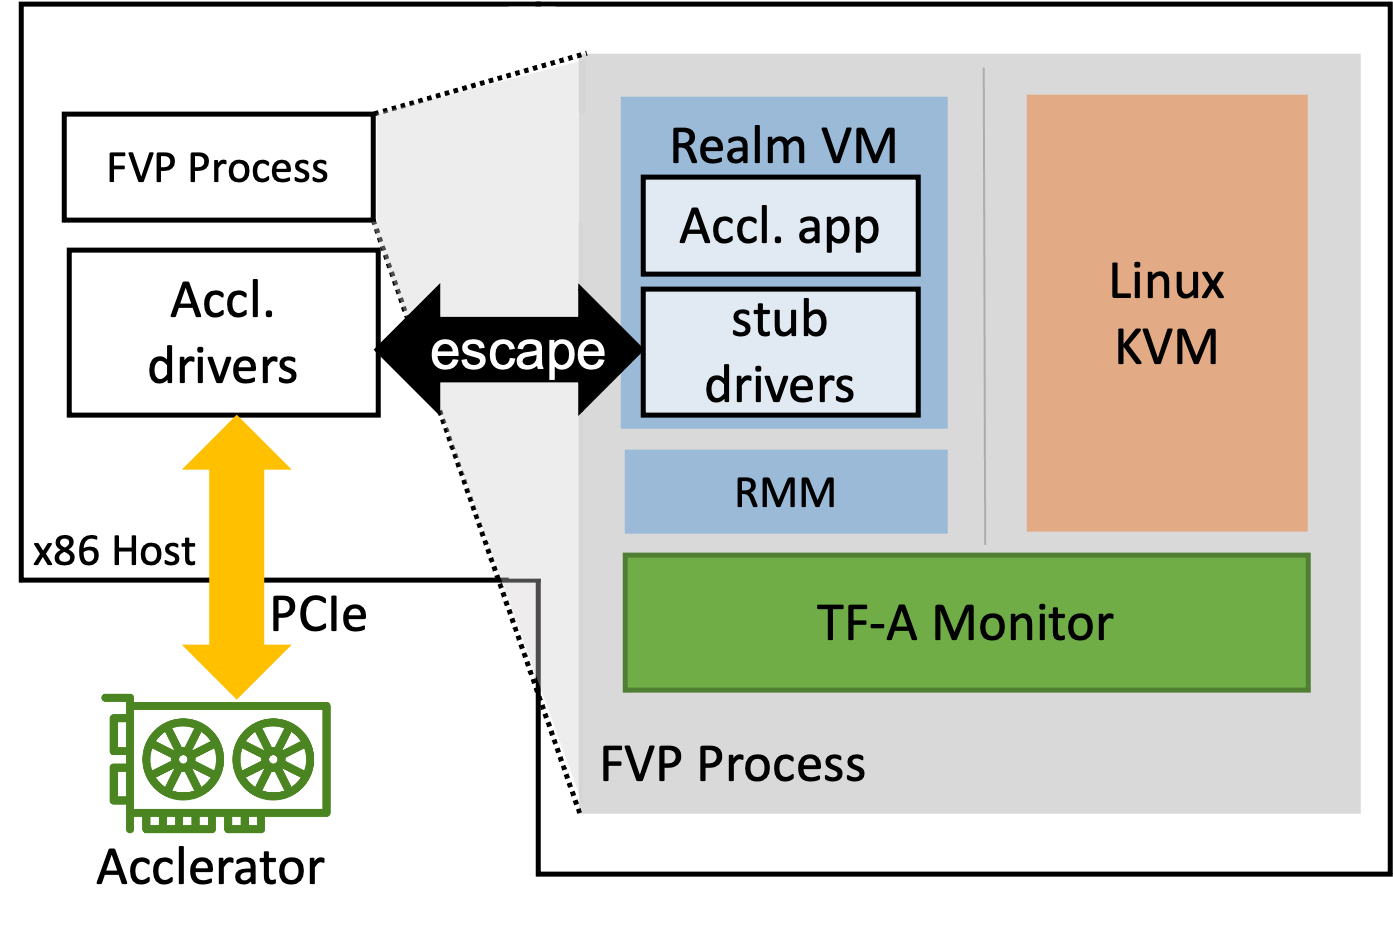 FVP Process
Accl.
drivers
x86 Host
PCIe
Acclerator
escape
Realm VM
Accl. app
stub
drivers
RMM
Linux
KVM
TF-A Monitor
FVP Process